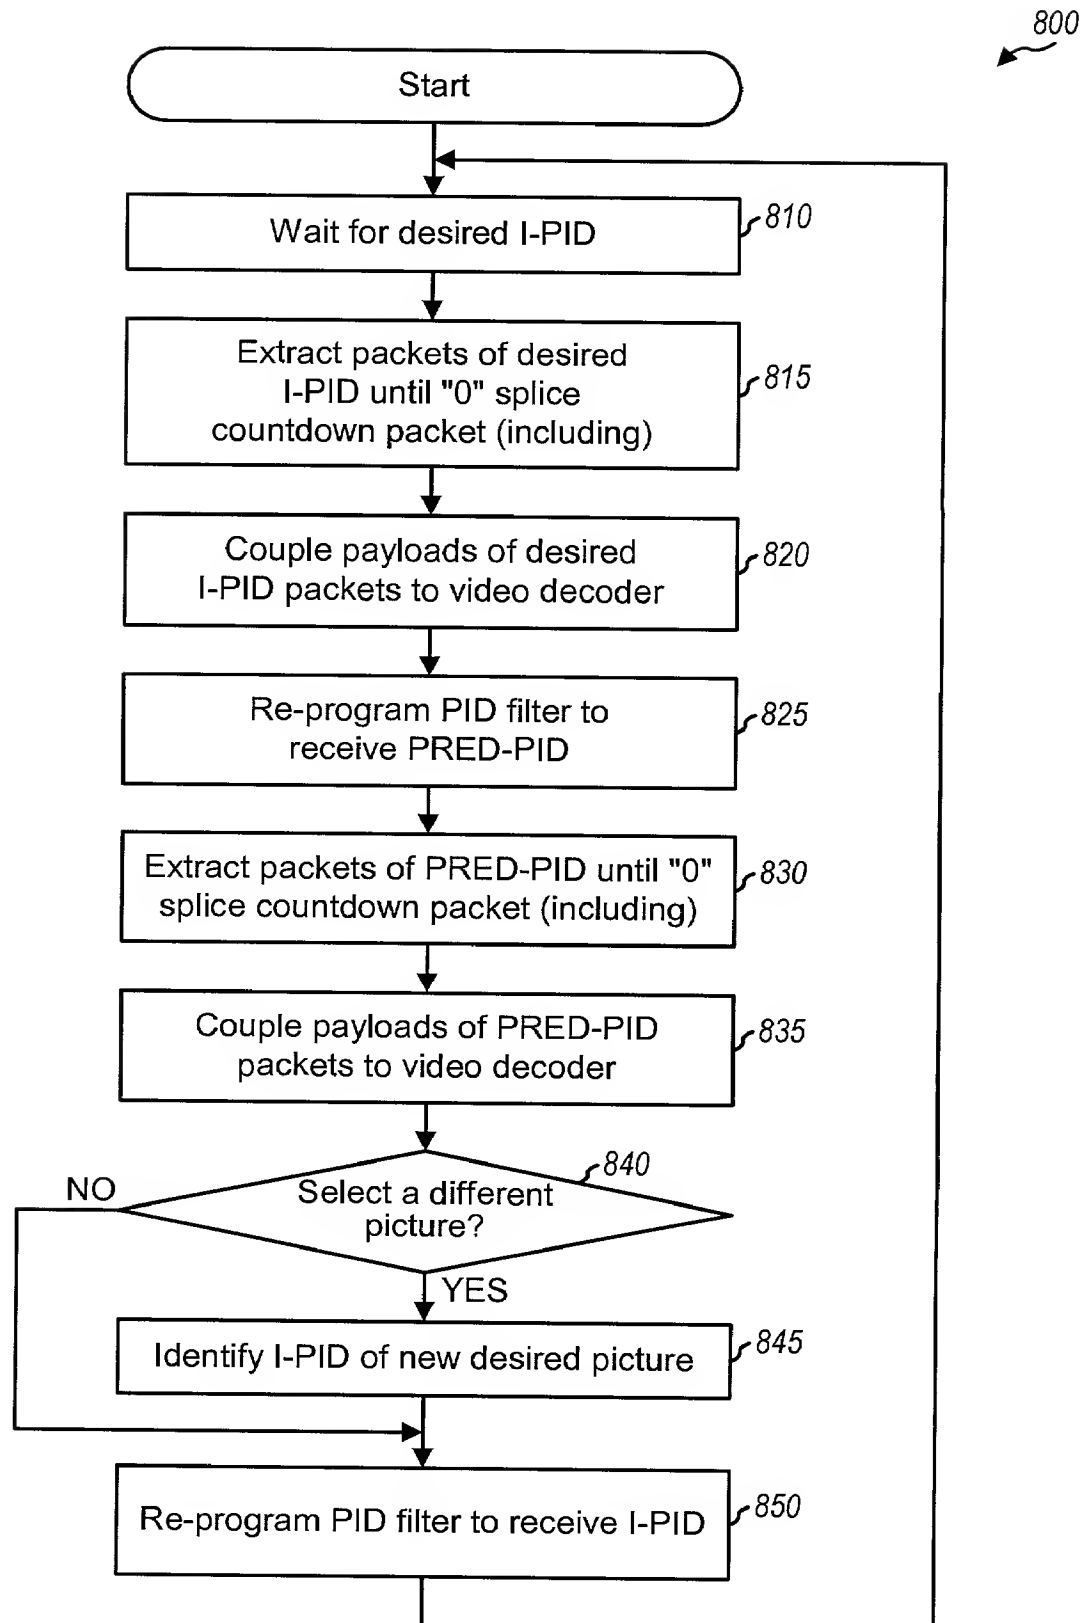 800
Start
Wait for desired I-PID
810
Extract packets of desired
I-PID until "0" splice
countdown packet (including)
815
Couple payloads of desired
I-PID packets to video decoder
820
Re-program PID filter to
receive PRED-PID
825
Extract packets of PRED-PID until "0"
splice countdown packet (including)
830
Couple payloads of PRED-PID
packets to video decoder
835
840
NO
Select a different
picture?
YES
Identify I-PID of new desired picture
845
Re-program PID filter to receive I-PID
850